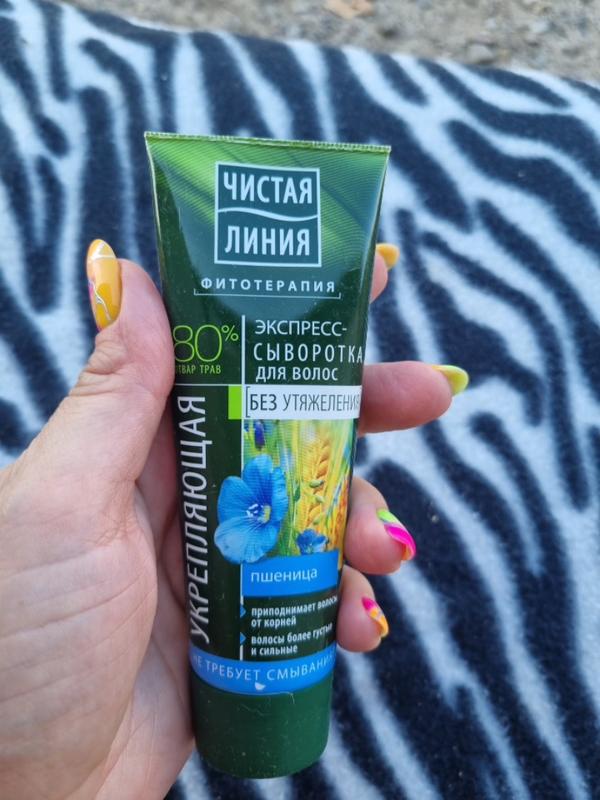 ЧИСТАЯ
ЛИНИЯ
ФИТОТЕРАПИЯ
80%
ОТВАР ТРАВ
ЭКСПРЕСС-
СЫВОРОТКА
ДЛЯ ВОЛОС
БЕЗ УТЯЖЕЛЕНИЯ
УКРЕПЛЯЮЩАЯ
пшеница
приподнимает волосы
от корней
волосы более густые
и сильные
НЕ ТРЕБУЕТ СМЫВАНИЯ